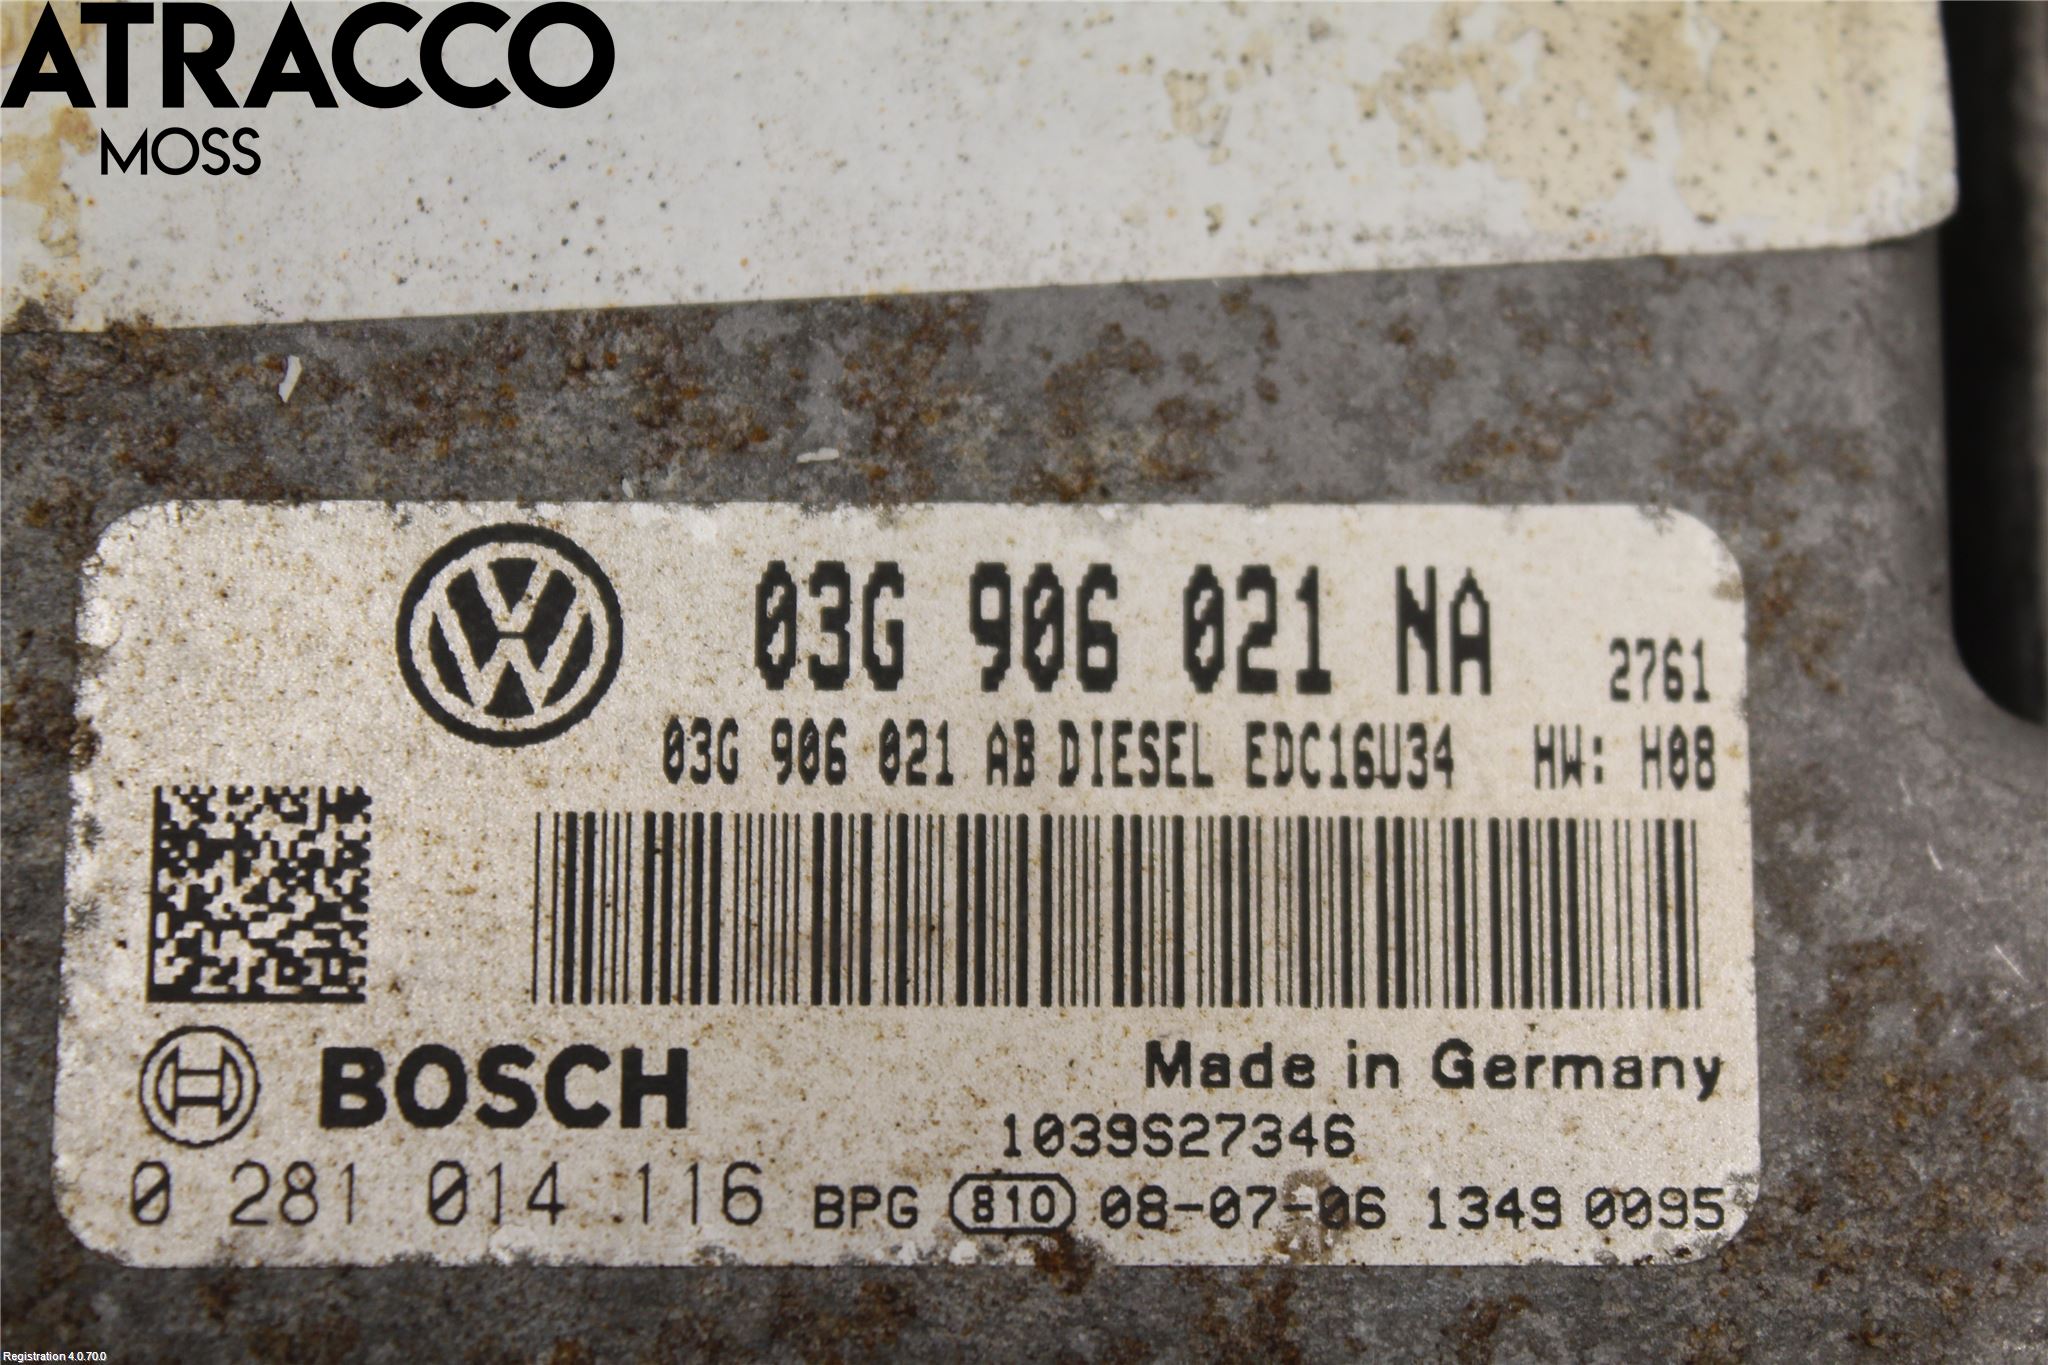 ATRACCO
MOSS
03G 906 021 NA
2761
03G 906 021 AB DIESEL EDC16U34 HW: H08
BOSCH
Made in Germany
1039S27346
0 281 014 116 BPG 810 08-07-06 1349 0095
Registration 4.0.70.0